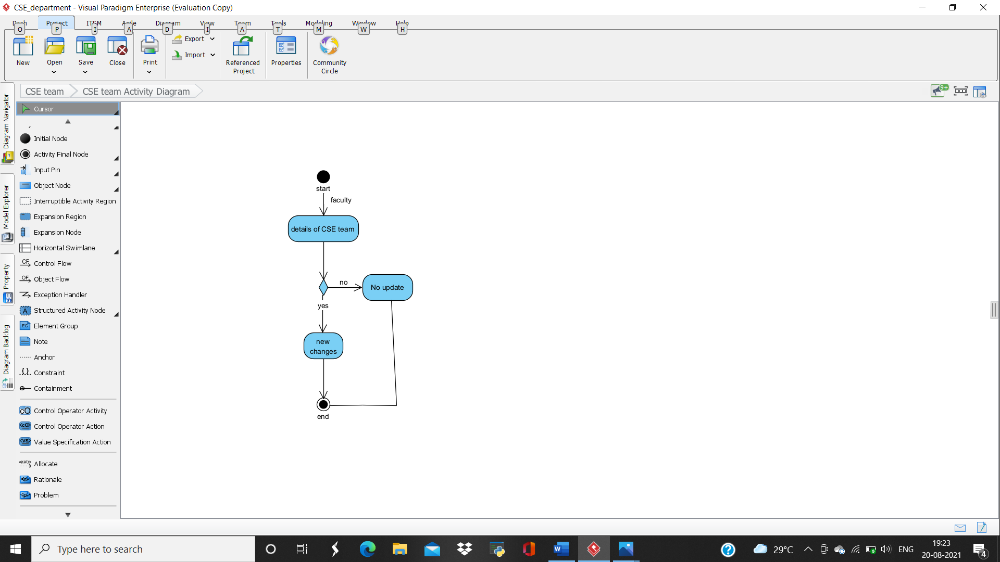 CSE_department - Visual Paradigm Enterprise (Evaluation Copy)
Dash Project ITSM Agile Diagram View Team Tools Modeling Window Help
O P I A D I A T M W H
New Open Save Close Print Export Import Referenced Project Properties Community Circle
CSE team CSE team Activity Diagram
9+
Diagram Navigator
Model Explorer
Property
Diagram Backlog
Cursor
Initial Node
Activity Final Node
Input Pin
Object Node
Interruptible Activity Region
Expansion Region
Expansion Node
Horizontal Swimlane
CF Control Flow
OF Object Flow
Exception Handler
A Structured Activity Node
EG Element Group
Note
Anchor
Constraint
Containment
cO Control Operator Activity
<cO> Control Operator Action
<VS> Value Specification Action
Allocate
<r> Rationale
<p> Problem
start
faculty
details of CSE team
no
No update
yes
new
changes
end
Type here to search
29°C
ENG
19:23
20-08-2021
4